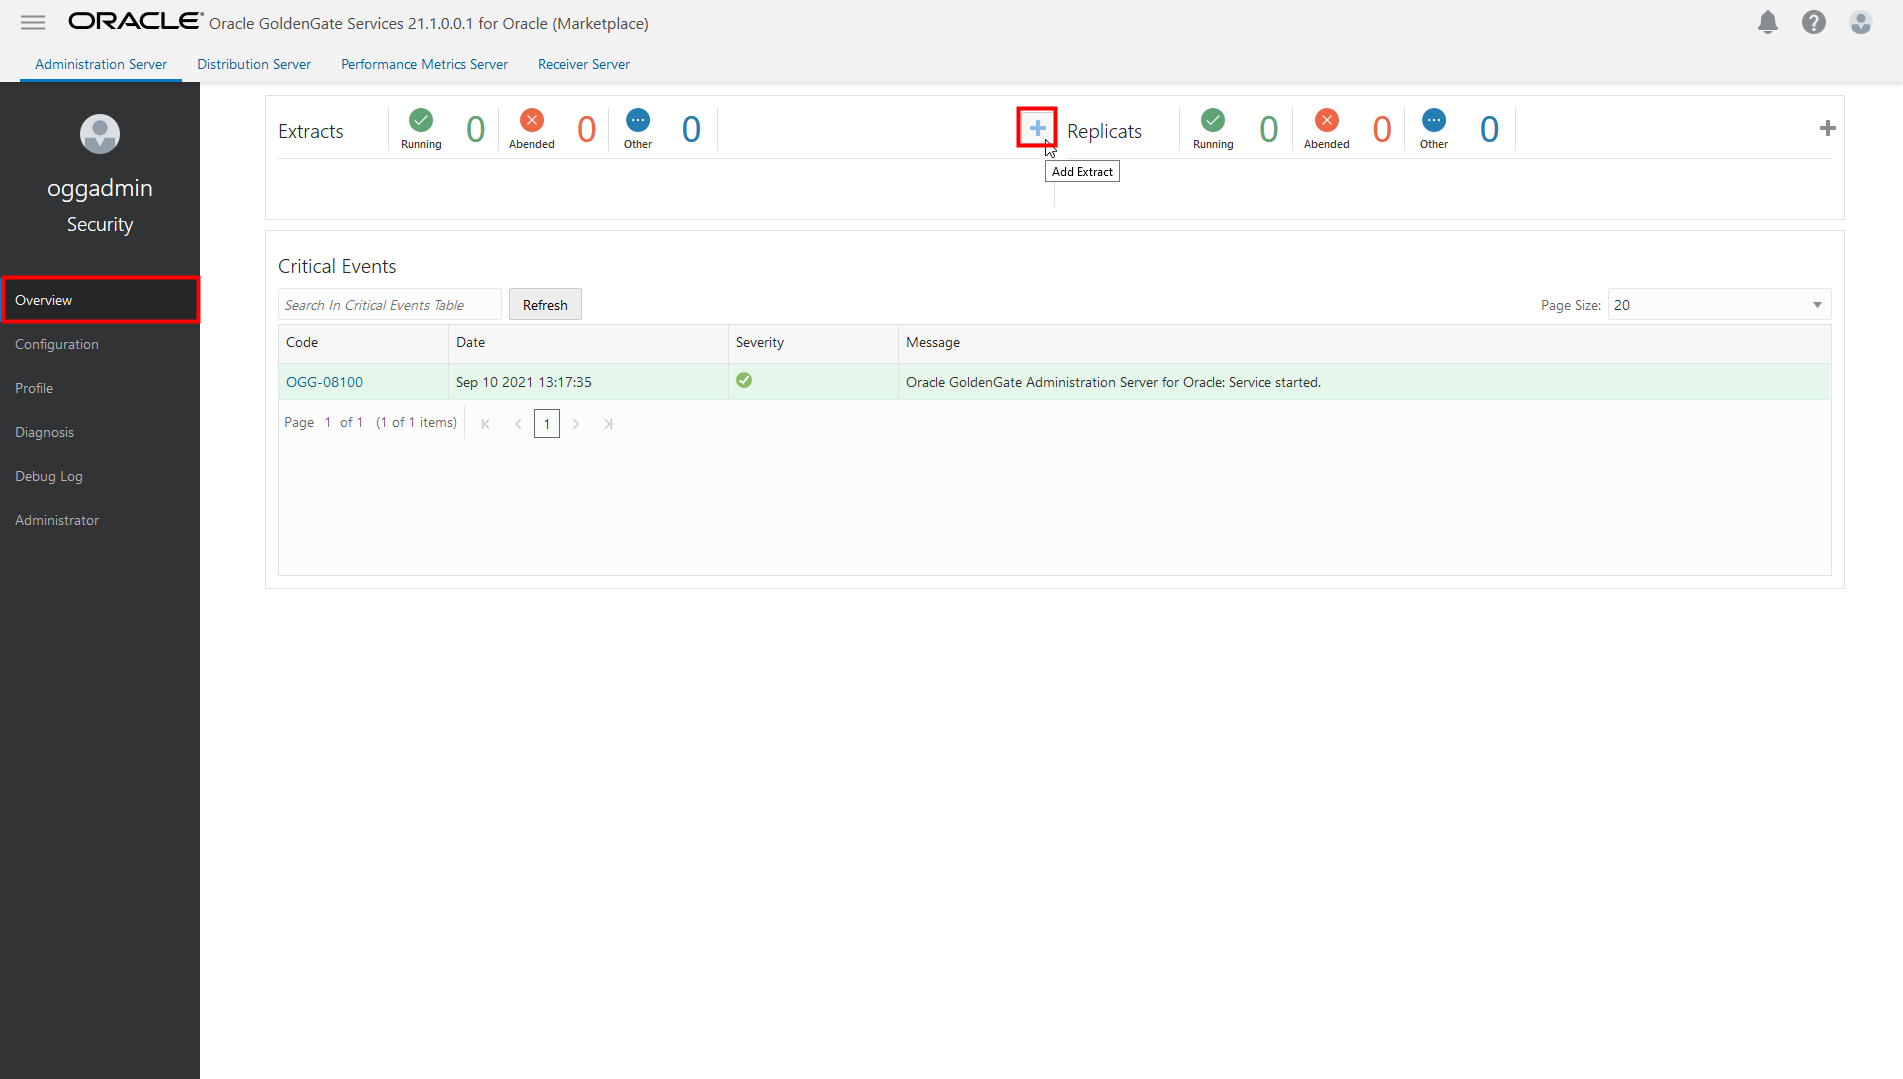 ORACLE Oracle GoldenGate Services 21.1.0.0.1 for Oracle (Marketplace)
Administration Server Distribution Server Performance Metrics Server Receiver Server
oggadmin
Security
Overview
Configuration
Profile
Diagnosis
Debug Log
Administrator
Extracts Running 0 Abended 0 Other 0
Replicats Running 0 Abended 0 Other 0
Add Extract
Critical Events
Search In Critical Events Table Refresh Page Size: 20
Code Date Severity Message
OGG-08100 Sep 10 2021 13:17:35 Oracle GoldenGate Administration Server for Oracle: Service started.
Page 1 of 1 (1 of 1 items) 1